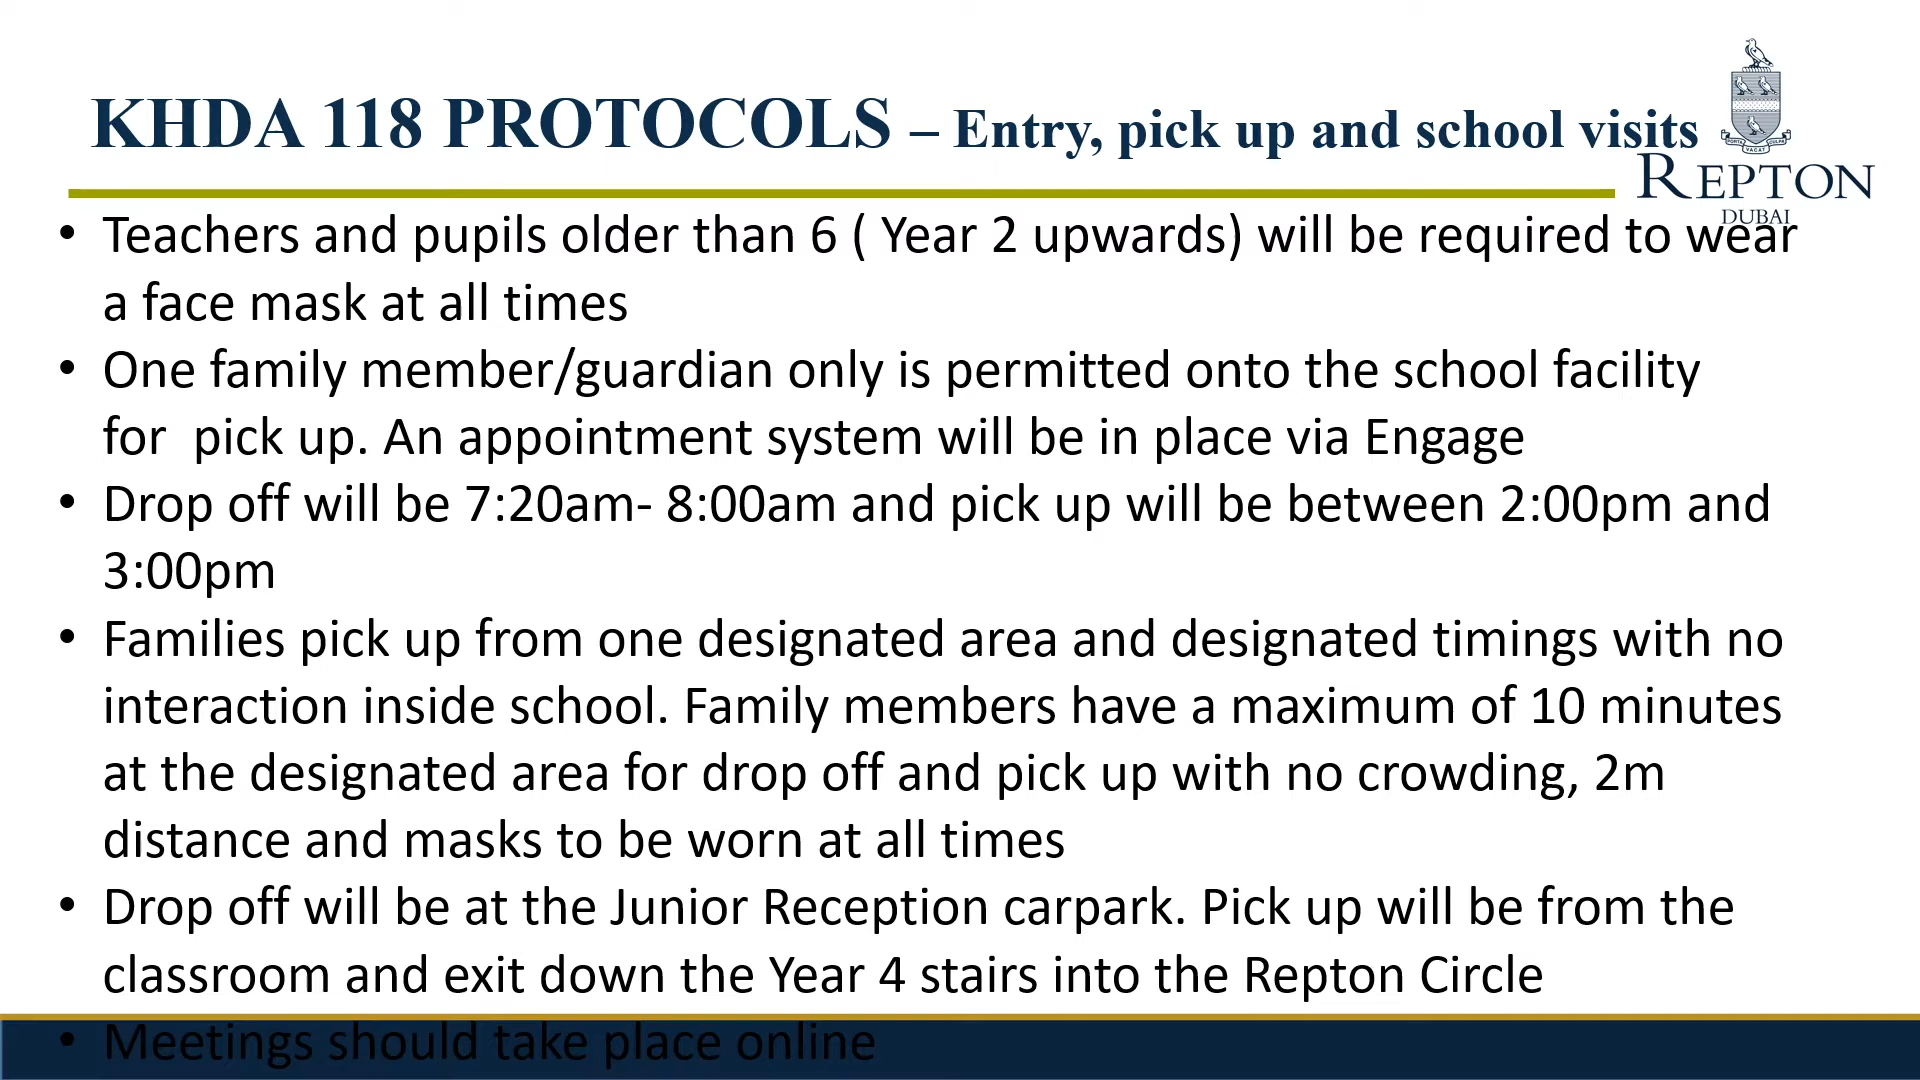 KHDA 118 PROTOCOLS – Entry, pick up and school visits
REPTON
DUBAI
• Teachers and pupils older than 6 ( Year 2 upwards) will be required to wear
a face mask at all times
• One family member/guardian only is permitted onto the school facility
for  pick up. An appointment system will be in place via Engage
• Drop off will be 7:20am- 8:00am and pick up will be between 2:00pm and
3:00pm
• Families pick up from one designated area and designated timings with no
interaction inside school. Family members have a maximum of 10 minutes
at the designated area for drop off and pick up with no crowding, 2m
distance and masks to be worn at all times
• Drop off will be at the Junior Reception carpark. Pick up will be from the
classroom and exit down the Year 4 stairs into the Repton Circle
• Meetings should take place online